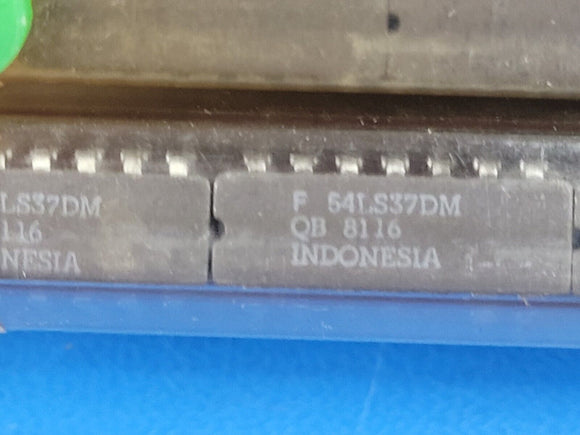 LS37DM
116
NESIA
F 54LS37DM
QB 8116
INDONESIA